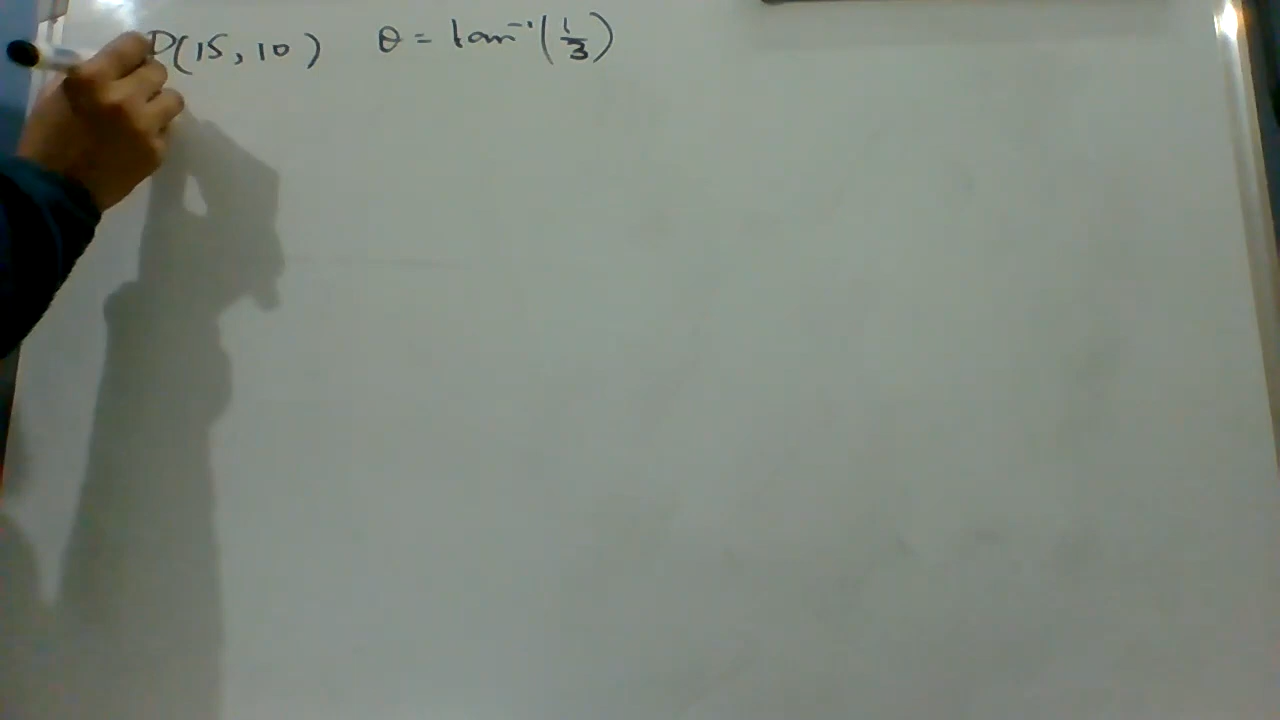 P(15, 10) θ = tan⁻¹(1/3)